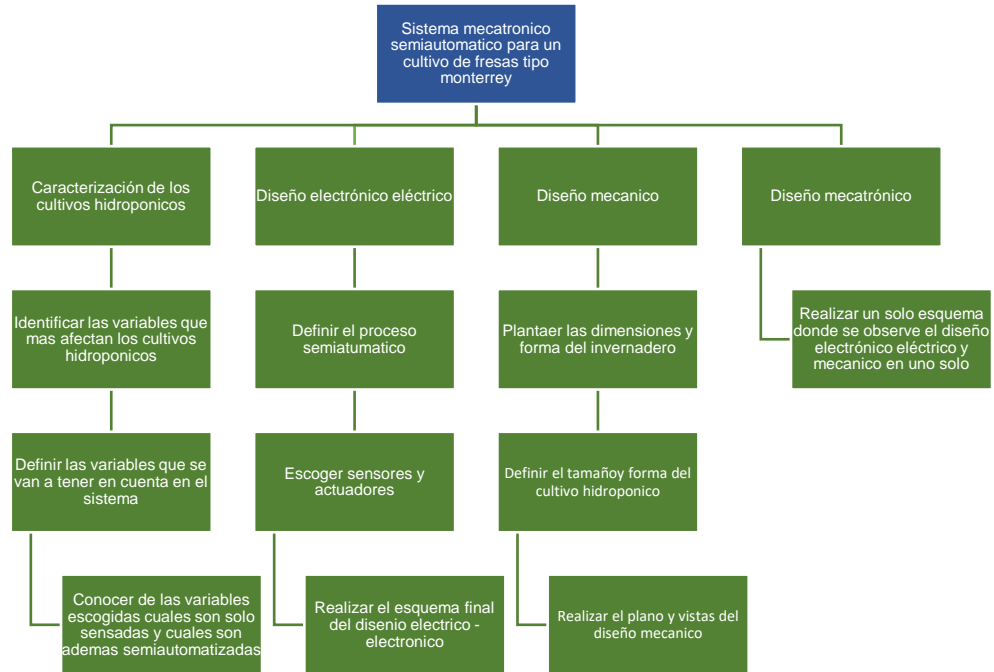 Sistema mecatronico
semiautomatico para un
cultivo de fresas tipo
monterrey
Caracterización de los
cultivos hidroponicos
Diseño electrónico eléctrico
Diseño mecanico
Diseño mecatrónico
Identificar las variables que
mas afectan los cultivos
hidroponicos
Definir el proceso
semiatumatico
Plantaer las dimensiones y
forma del invernadero
Realizar un solo esquema
donde se observe el diseño
electrónico eléctrico y
mecanico en uno solo
Definir las variables que se
van a tener en cuenta en el
sistema
Escoger sensores y
actuadores
Definir el tamañoy forma del
cultivo hidroponico
Conocer de las variables
escogidas cuales son solo
sensadas y cuales son
ademas semiautomatizadas
Realizar el esquema final
del disenio electrico -
electronico
Realizar el plano y vistas del
diseño mecanico